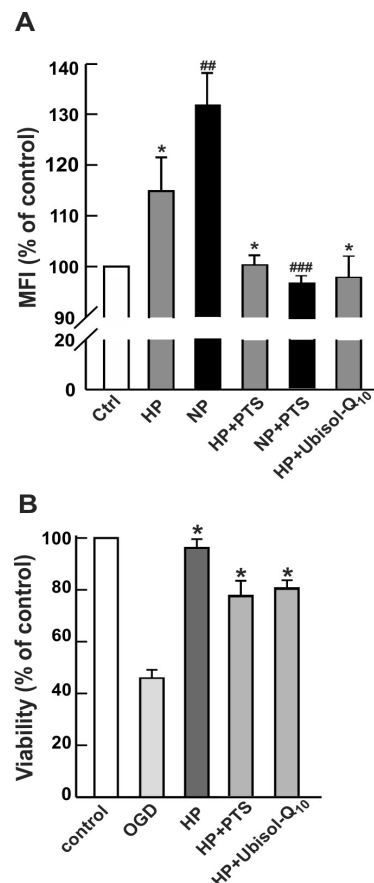 A
MFI (% of control)
140
130
120
110
100
90
20
0
*
##
*
###
*
Ctrl
HP
NP
HP+PTS
NP+PTS
HP+Ubisol-Q10
B
Viability (% of control)
100
80
60
40
20
0
*
*
*
control
OGD
HP
HP+PTS
HP+Ubisol-Q10